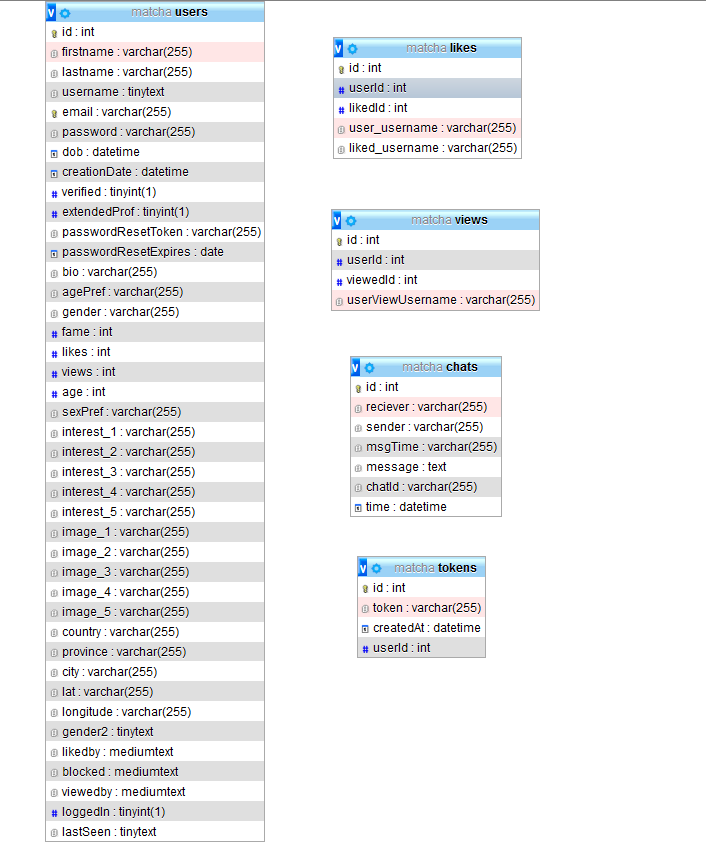 v matcha users
id : int
firstname : varchar(255)
lastname : varchar(255)
username : tinytext
email : varchar(255)
password : varchar(255)
dob : datetime
creationDate : datetime
# verified : tinyint(1)
# extendedProf : tinyint(1)
passwordResetToken : varchar(255)
passwordResetExpires : date
bio : varchar(255)
agePref : varchar(255)
gender : varchar(255)
# fame : int
# likes : int
# views : int
# age : int
sexPref : varchar(255)
interest_1 : varchar(255)
interest_2 : varchar(255)
interest_3 : varchar(255)
interest_4 : varchar(255)
interest_5 : varchar(255)
image_1 : varchar(255)
image_2 : varchar(255)
image_3 : varchar(255)
image_4 : varchar(255)
image_5 : varchar(255)
country : varchar(255)
province : varchar(255)
city : varchar(255)
lat : varchar(255)
longitude : varchar(255)
gender2 : tinytext
likedby : mediumtext
blocked : mediumtext
viewedby : mediumtext
# loggedIn : tinyint(1)
lastSeen : tinytext
v matcha likes
id : int
# userId : int
# likedId : int
user_username : varchar(255)
liked_username : varchar(255)
v matcha views
id : int
# userId : int
# viewedId : int
userViewUsername : varchar(255)
v matcha chats
id : int
reciever : varchar(255)
sender : varchar(255)
msgTime : varchar(255)
message : text
chatId : varchar(255)
time : datetime
v matcha tokens
id : int
token : varchar(255)
createdAt : datetime
# userId : int